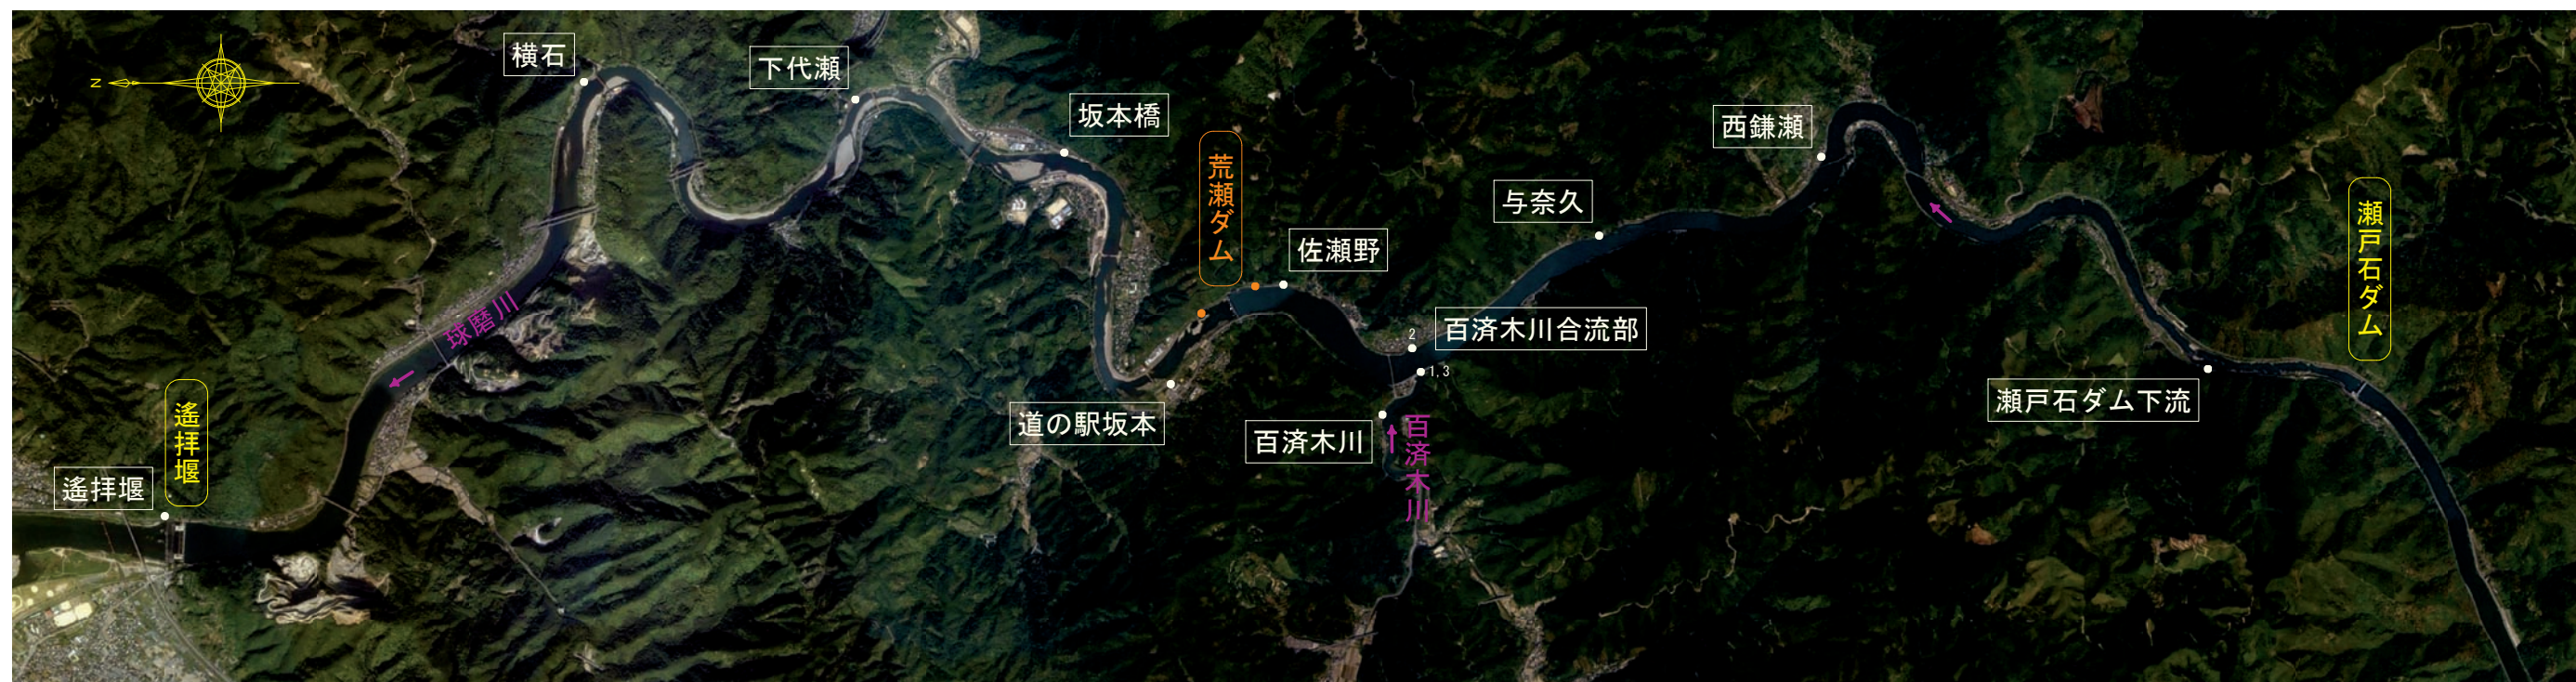 N
横石
下代瀬
坂本橋
荒瀬ダム
佐瀬野
与奈久
西鎌瀬
瀬戸石ダム
球磨川
遙拝堰
遙拝堰
道の駅坂本
2
百済木川合流部
1,3
百済木川
百済木川
瀬戸石ダム下流